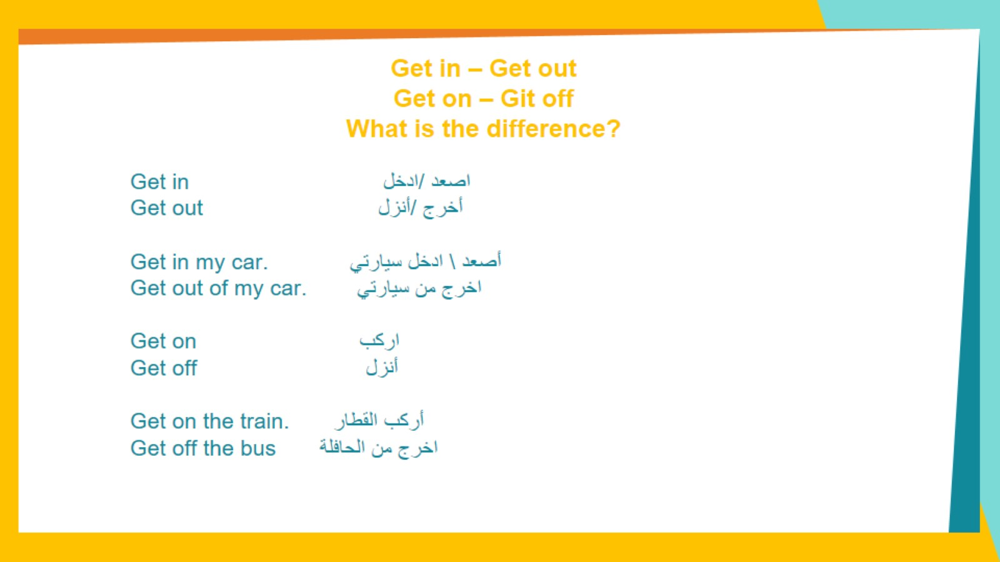 Get in – Get out
Get on – Git off
What is the difference?
Get in اصعد /ادخل
Get out أخرج /أنزل
Get in my car. أصعد \ ادخل سيارتي
Get out of my car. اخرج من سيارتي
Get on اركب
Get off أنزل
Get on the train. أركب القطار
Get off the bus اخرج من الحافلة